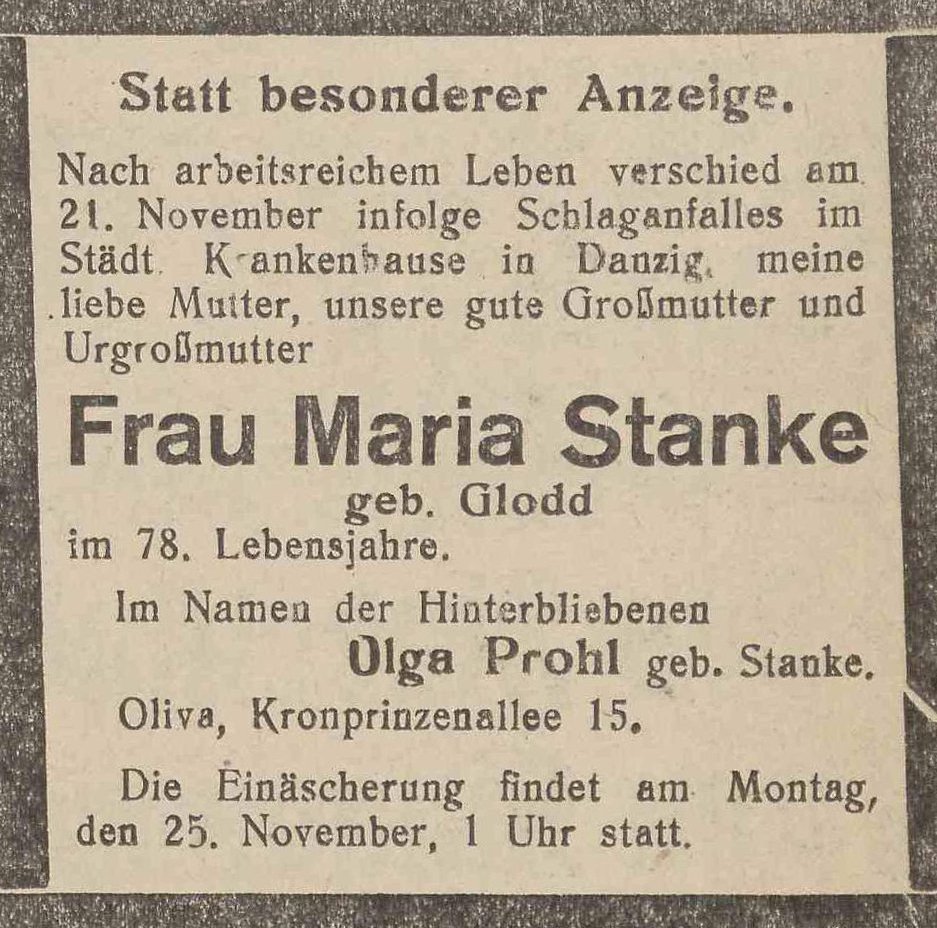 Statt besonderer Anzeige.
Nach arbeitsreichem Leben verschied am
21. November infolge Schlaganfalles im
Städt. Krankenhause in Danzig, meine
liebe Mutter, unsere gute Großmutter und
Urgroßmutter
Frau Maria Stanke
geb. Glodd
im 78. Lebensjahre.
Im Namen der Hinterbliebenen
Olga Prohl geb. Stanke.
Oliva, Kronprinzenallee 15.
Die Einäscherung findet am Montag,
den 25. November, 1 Uhr statt.